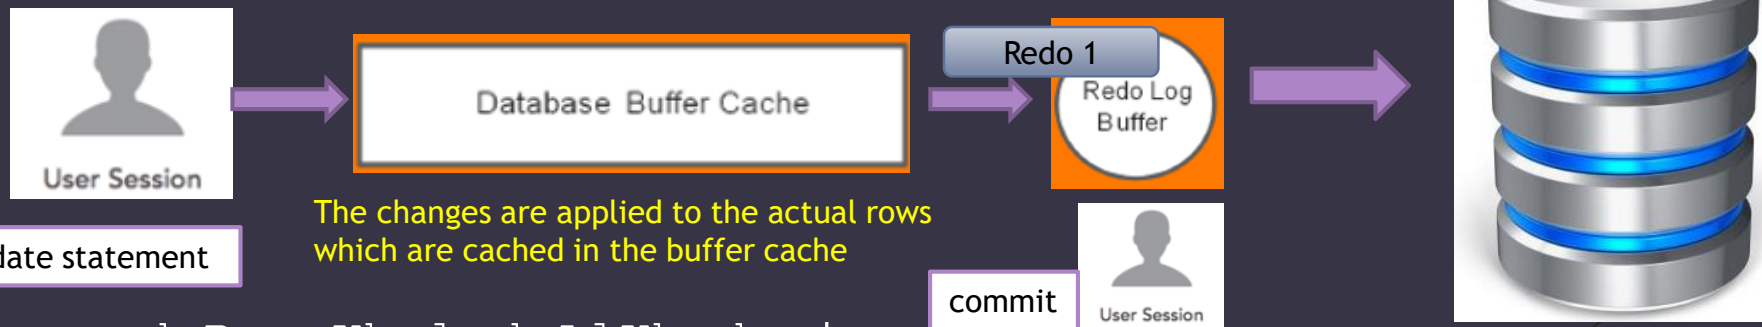 Redo 1
Database Buffer Cache
Redo Log
Buffer
User Session
The changes are applied to the actual rows
which are cached in the buffer cache
date statement
commit
User Session